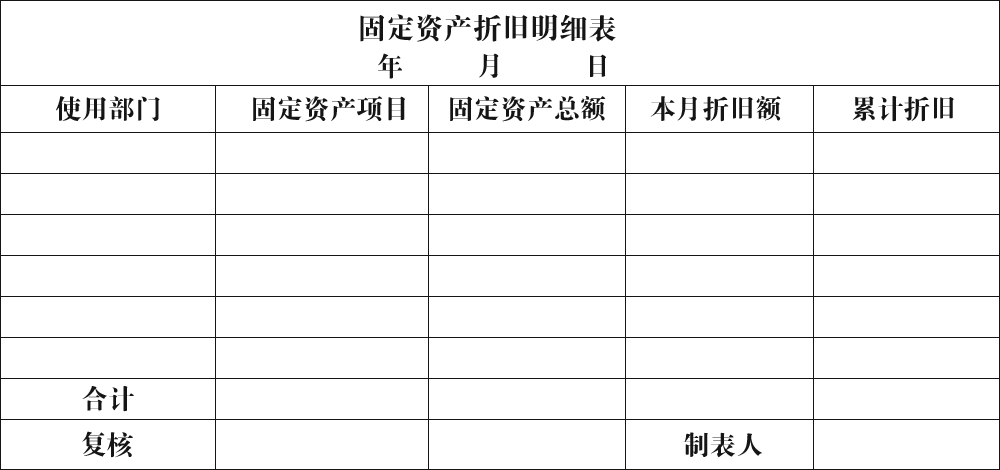 固定资产折旧明细表
年 月 日
使用部门 固定资产项目 固定资产总额 本月折旧额 累计折旧
合计
复核 制表人